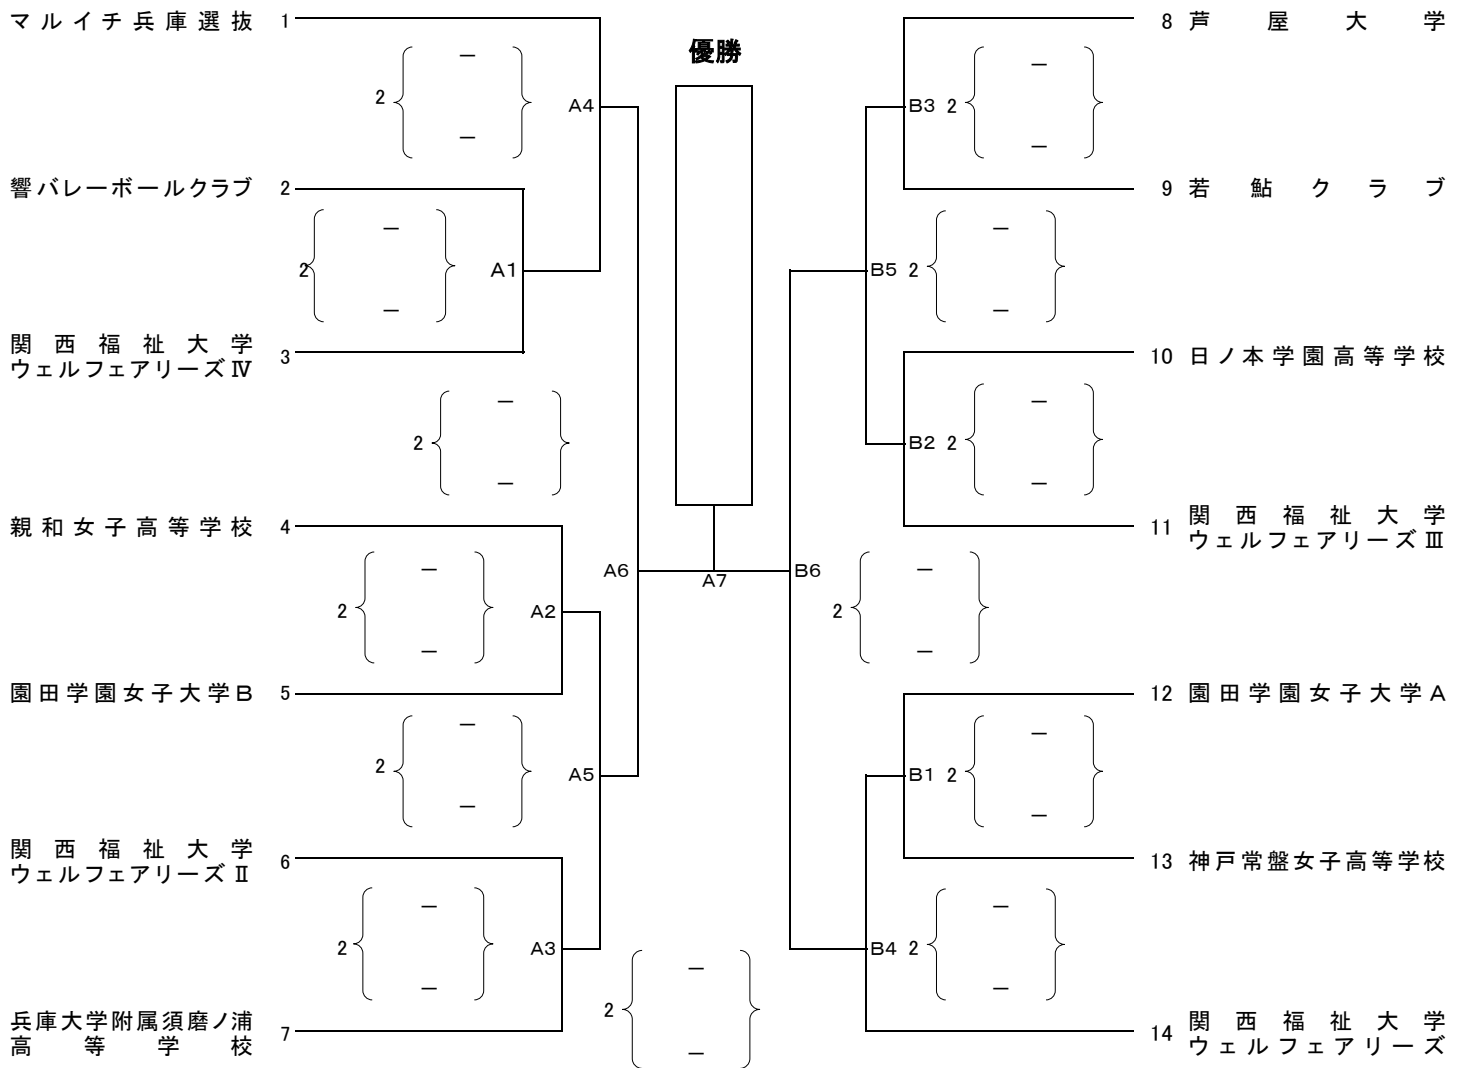 マルイチ兵庫選抜 1
優勝
8 芦屋大学
－
－
2
A4
B3 2
－
－
響バレーボールクラブ 2
9 若鮎クラブ
－
－
2
A1
B5 2
－
－
関西福祉大学
ウェルフェアリーズⅣ 3
10 日ノ本学園高等学校
－
－
2
B2 2
－
－
親和女子高等学校 4
11 関西福祉大学
ウェルフェアリーズⅢ
－
－
A6
A7
B6
2
A2
2
－
－
園田学園女子大学B 5
12 園田学園女子大学A
－
－
2
A5
B1 2
－
－
関西福祉大学
ウェルフェアリーズⅡ 6
13 神戸常盤女子高等学校
－
－
2
A3
B4 2
－
－
－
2
－
兵庫大学附属須磨ノ浦
高等学校 7
14 関西福祉大学
ウェルフェアリーズ